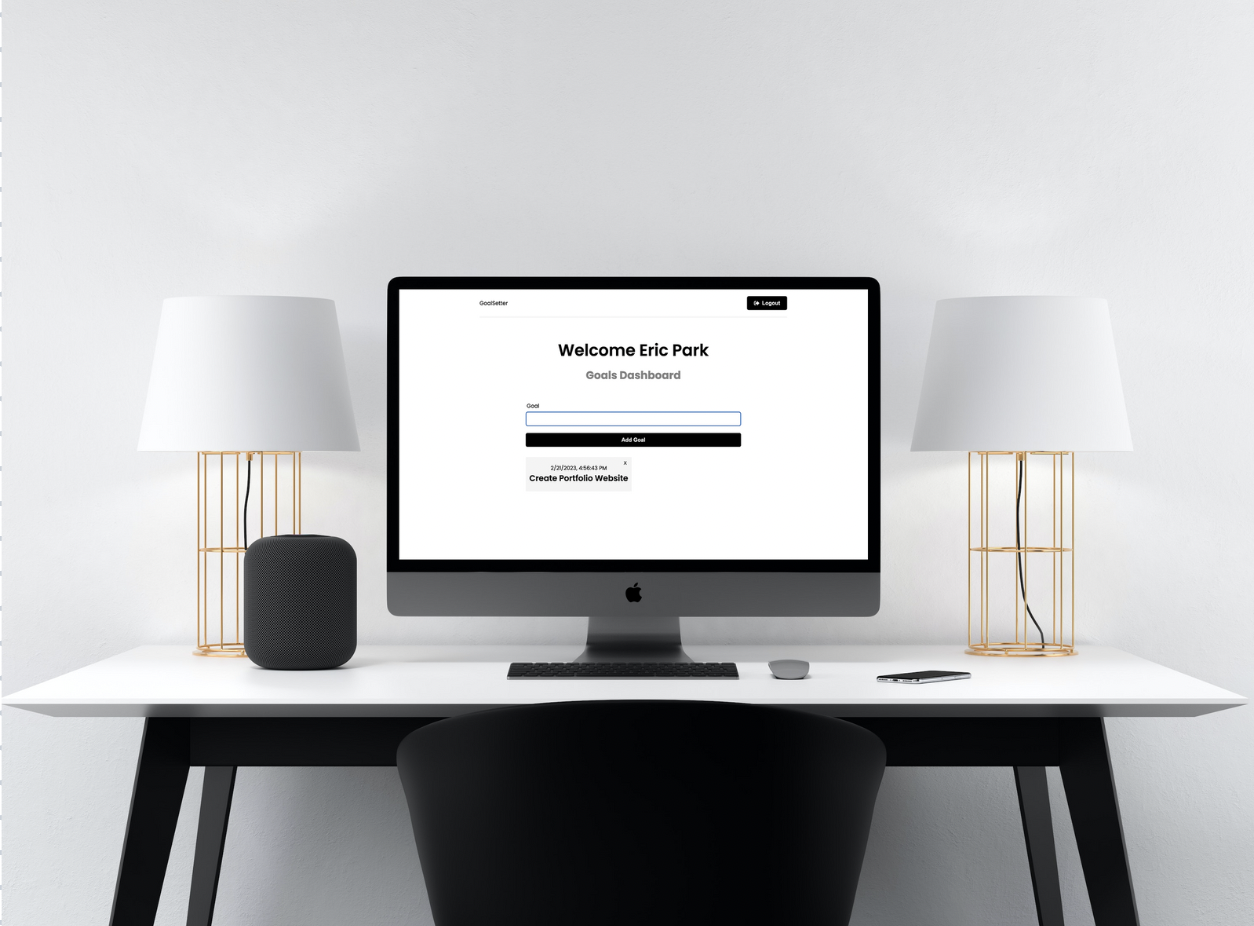 GoalSetter
Logout
Welcome Eric Park
Goals Dashboard
Goal
Add Goal
X
2/21/2023, 4:56:43 PM
Create Portfolio Website